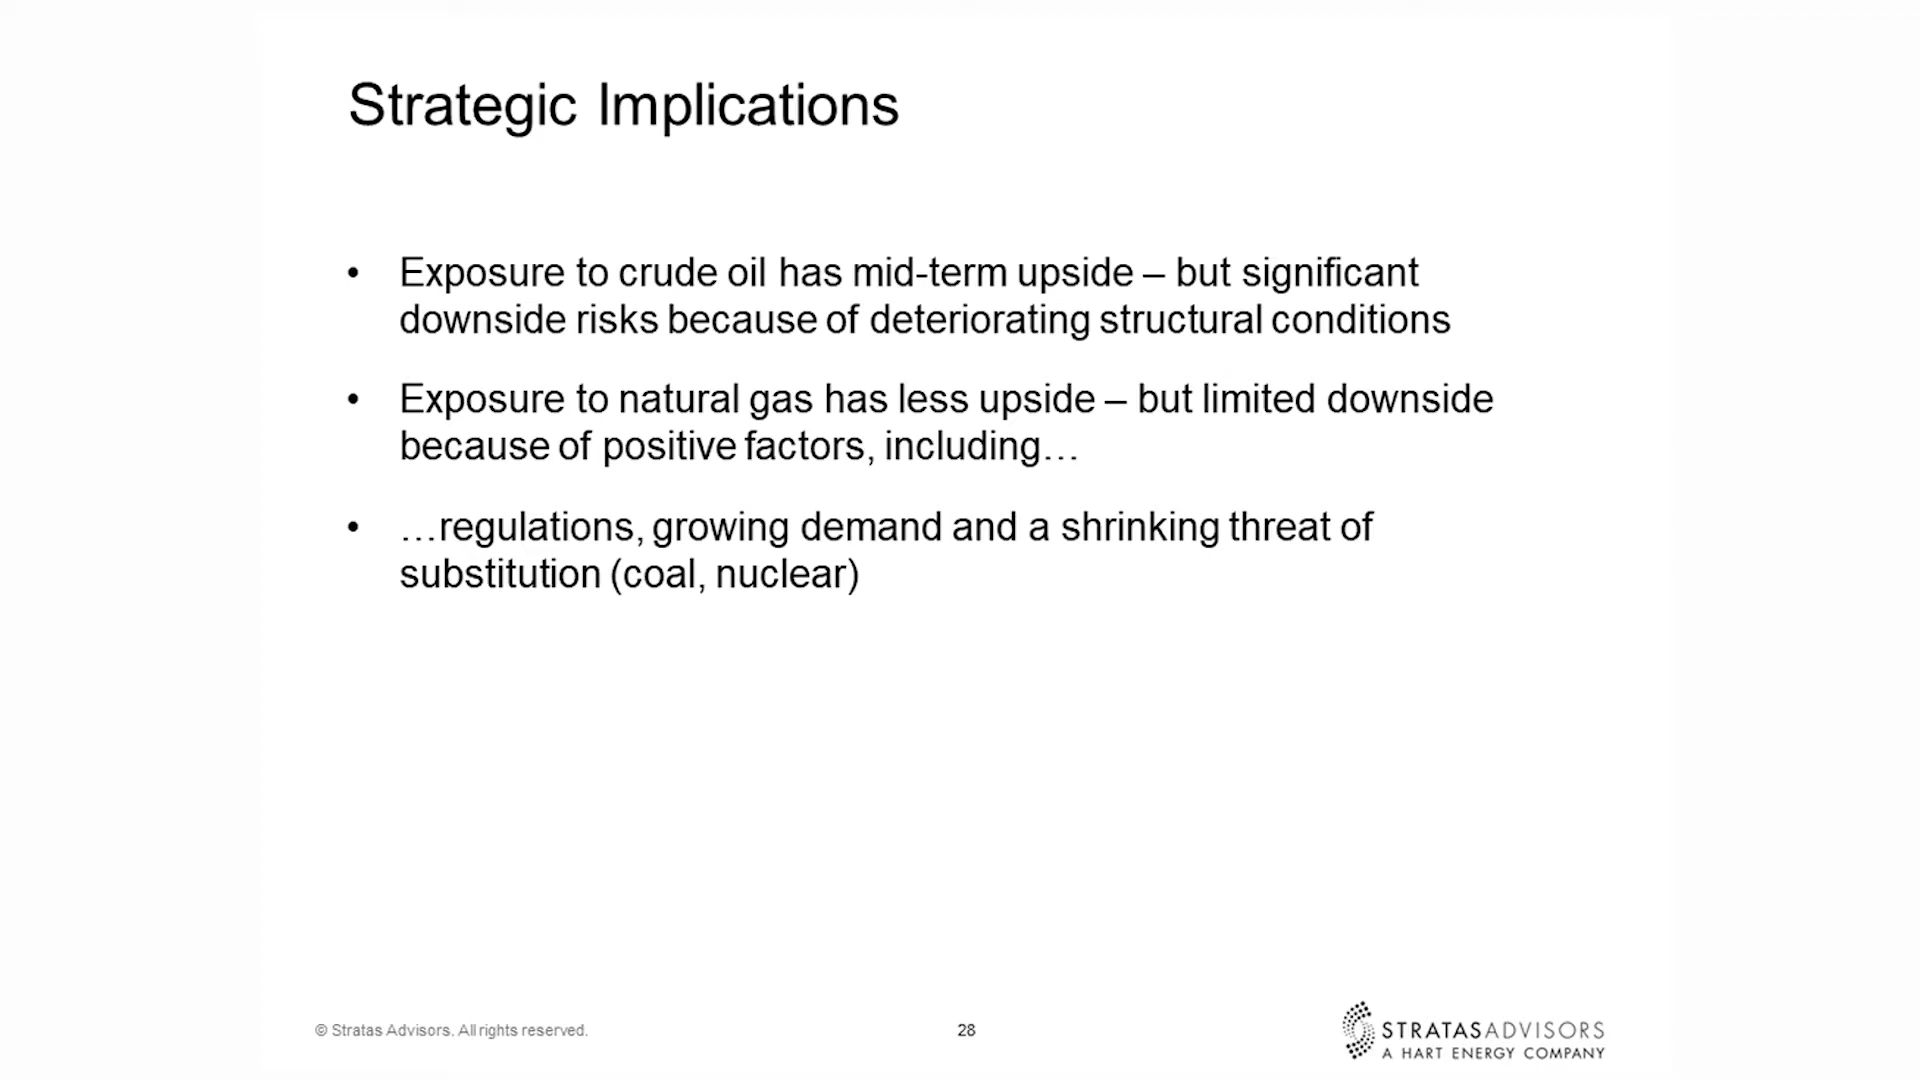 Strategic Implications
• Exposure to crude oil has mid-term upside – but significant
downside risks because of deteriorating structural conditions
• Exposure to natural gas has less upside – but limited downside
because of positive factors, including…
• …regulations, growing demand and a shrinking threat of
substitution (coal, nuclear)
© Stratas Advisors. All rights reserved.
28
STRATASADVISORS
A HART ENERGY COMPANY